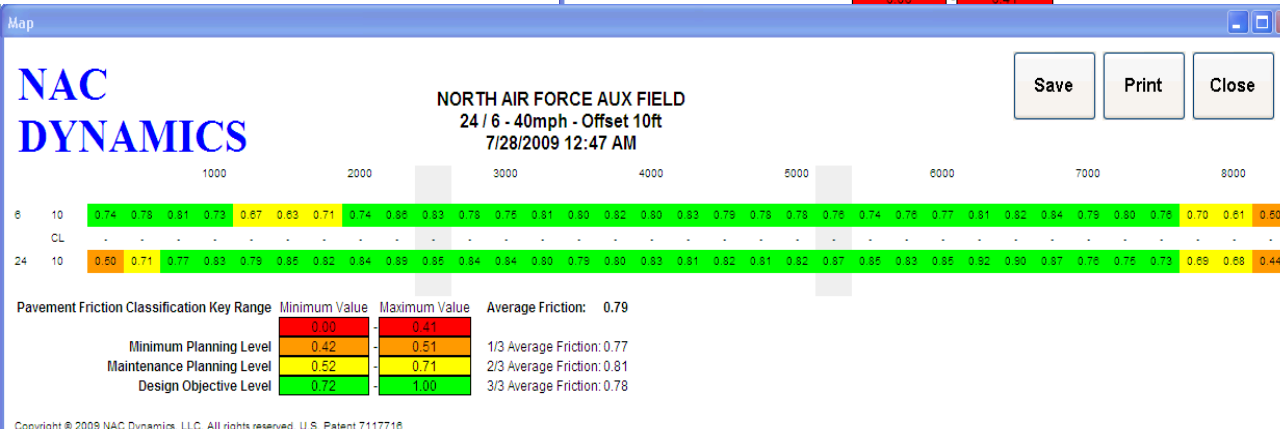 0.00 - 0.41
Map
NAC
DYNAMICS
NORTH AIR FORCE AUX FIELD
24 / 6 - 40mph - Offset 10ft
7/28/2009 12:47 AM
Save Print Close
1000 2000 3000 4000 5000 6000 7000 8000
6 10 0.74 0.78 0.81 0.73 0.67 0.63 0.71 0.74 0.86 0.83 0.78 0.75 0.81 0.80 0.82 0.80 0.83 0.79 0.78 0.78 0.76 0.74 0.76 0.77 0.81 0.82 0.84 0.79 0.80 0.76 0.70 0.61 0.50
CL - - - - - - - - - - - - - - - - - - - - - - - - - - - - - - - - -
24 10 0.50 0.71 0.77 0.83 0.79 0.85 0.82 0.84 0.89 0.85 0.84 0.84 0.80 0.79 0.80 0.83 0.81 0.82 0.81 0.82 0.87 0.85 0.83 0.85 0.92 0.90 0.87 0.76 0.75 0.73 0.69 0.68 0.44
Pavement Friction Classification Key Range Minimum Value Maximum Value Average Friction: 0.79
0.00 - 0.41
Minimum Planning Level 0.42 - 0.51 1/3 Average Friction: 0.77
Maintenance Planning Level 0.52 - 0.71 2/3 Average Friction: 0.81
Design Objective Level 0.72 - 1.00 3/3 Average Friction: 0.78
Copyright © 2009 NAC Dynamics, LLC. All rights reserved. U.S. Patent 7117716